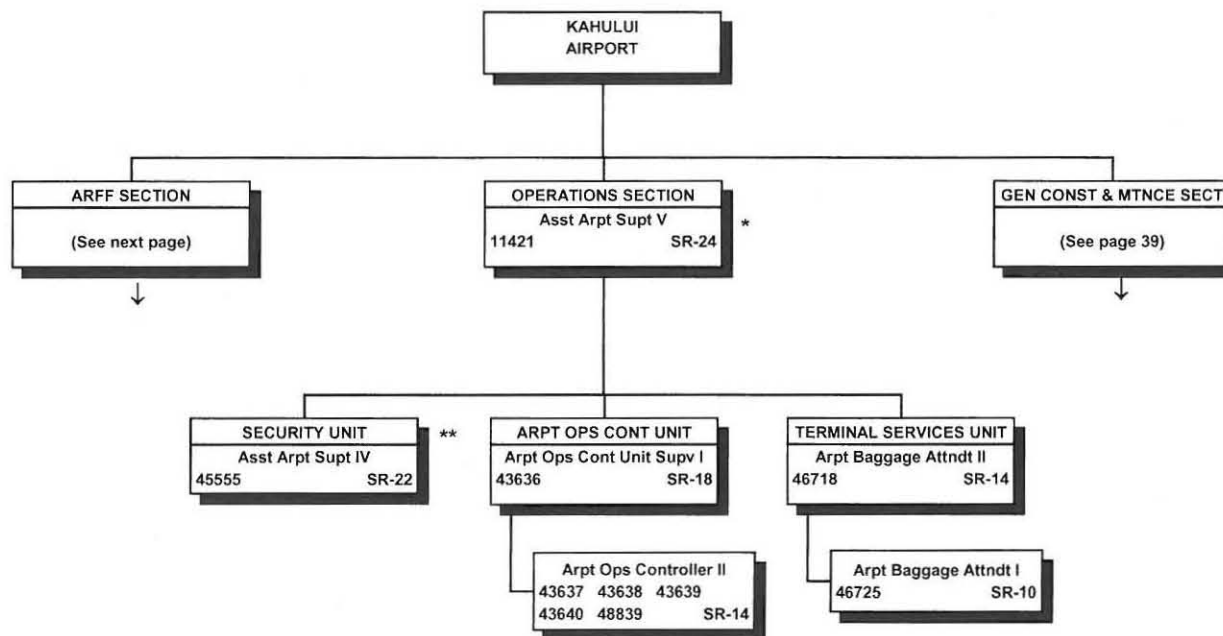 KAHULUI
AIRPORT
ARFF SECTION
(See next page)
↓
OPERATIONS SECTION
Asst Arpt Supt V
11421 SR-24
*
GEN CONST & MTNCE SECT
(See page 39)
↓
SECURITY UNIT
Asst Arpt Supt IV
45555 SR-22
**
ARPT OPS CONT UNIT
Arpt Ops Cont Unit Supv I
43636 SR-18
Arpt Ops Controller II
43637 43638 43639
43640 48839 SR-14
TERMINAL SERVICES UNIT
Arpt Baggage Attndt II
46718 SR-14
Arpt Baggage Attndt I
46725 SR-10